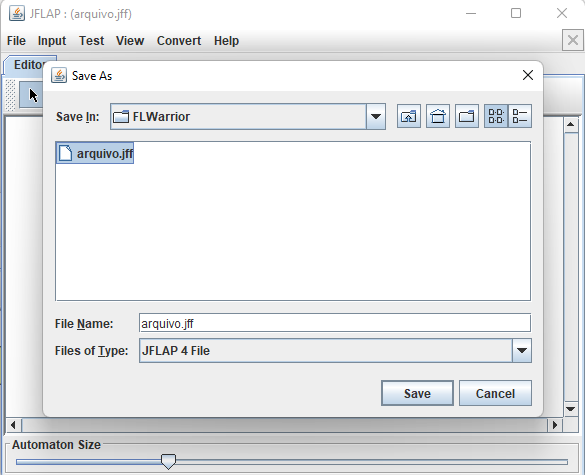 JFLAP : (arquivo.jff)
File Input Test View Convert Help
Editor
Save As
Save In: FLWarrior
arquivo.jff
File Name: arquivo.jff
Files of Type: JFLAP 4 File
Save Cancel
Automaton Size